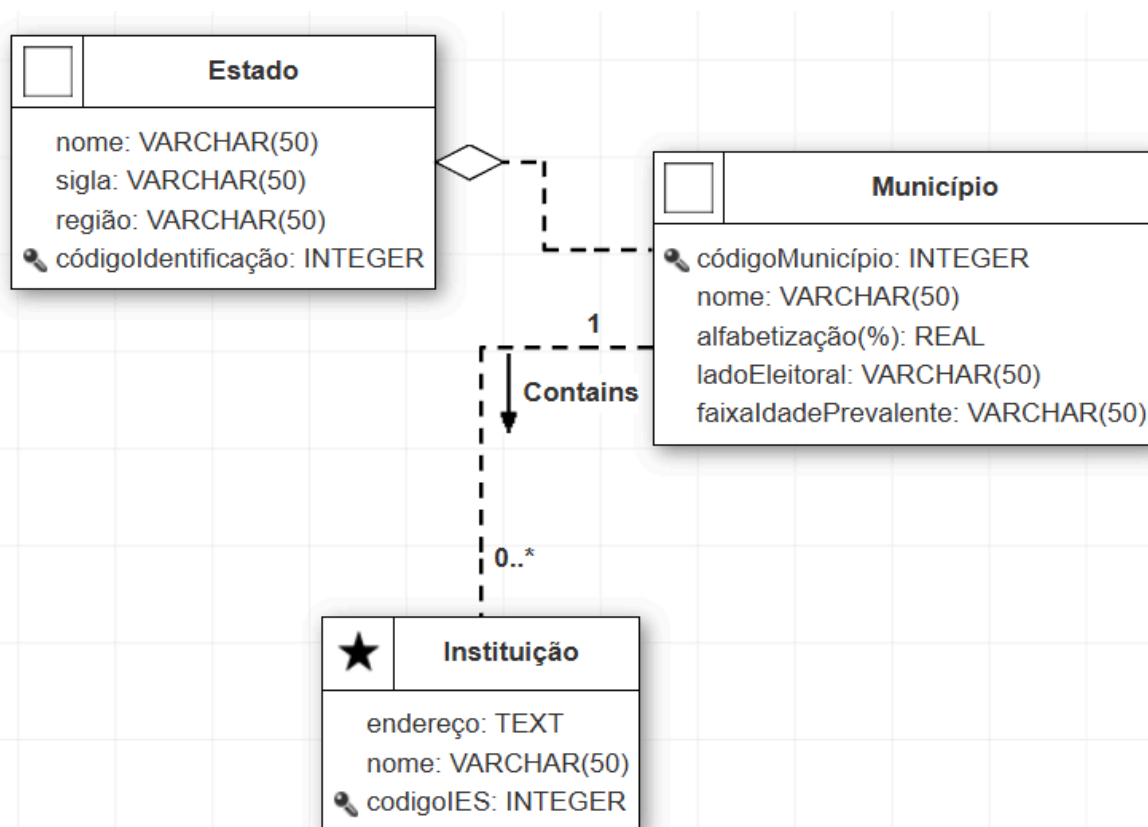 Estado
nome: VARCHAR(50)
sigla: VARCHAR(50)
região: VARCHAR(50)
códigoIdentificação: INTEGER
Município
códigoMunicípio: INTEGER
nome: VARCHAR(50)
alfabetização(%): REAL
ladoEleitoral: VARCHAR(50)
faixaIdadePrevalente: VARCHAR(50)
1
Contains
0..*
Instituição
endereço: TEXT
nome: VARCHAR(50)
codigoIES: INTEGER